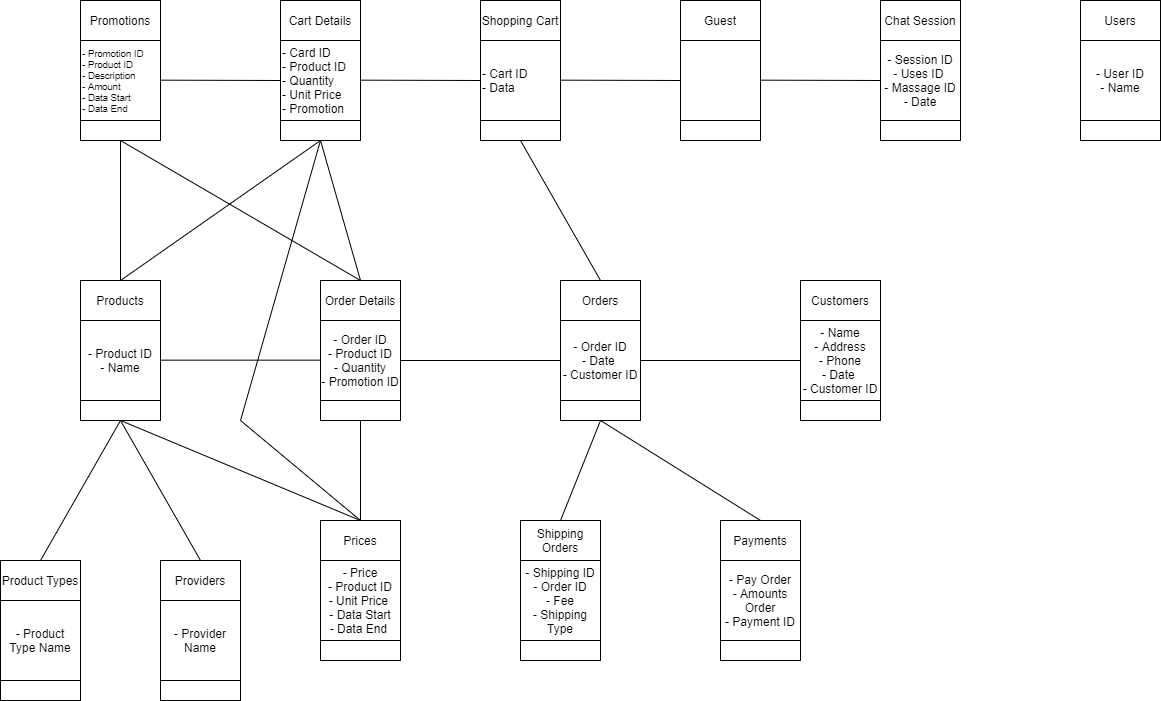 Promotions
- Promotion ID
- Product ID
- Description
- Amount
- Data Start
- Data End
Cart Details
- Card ID
- Product ID
- Quantity
- Unit Price
- Promotion
Shopping Cart
- Cart ID
- Data
Guest
Chat Session
- Session ID
- Uses ID
- Massage ID
- Date
Users
- User ID
- Name
Products
- Product ID
- Name
Order Details
- Order ID
- Product ID
- Quantity
- Promotion ID
Orders
- Order ID
- Date
- Customer ID
Customers
- Name
- Address
- Phone
- Date
- Customer ID
Product Types
- Product
Type Name
Providers
- Provider
Name
Prices
- Price
- Product ID
- Unit Price
- Data Start
- Data End
Shipping
Orders
- Shipping ID
- Order ID
- Fee
- Shipping
Type
Payments
- Pay Order
- Amounts
Order
- Payment ID